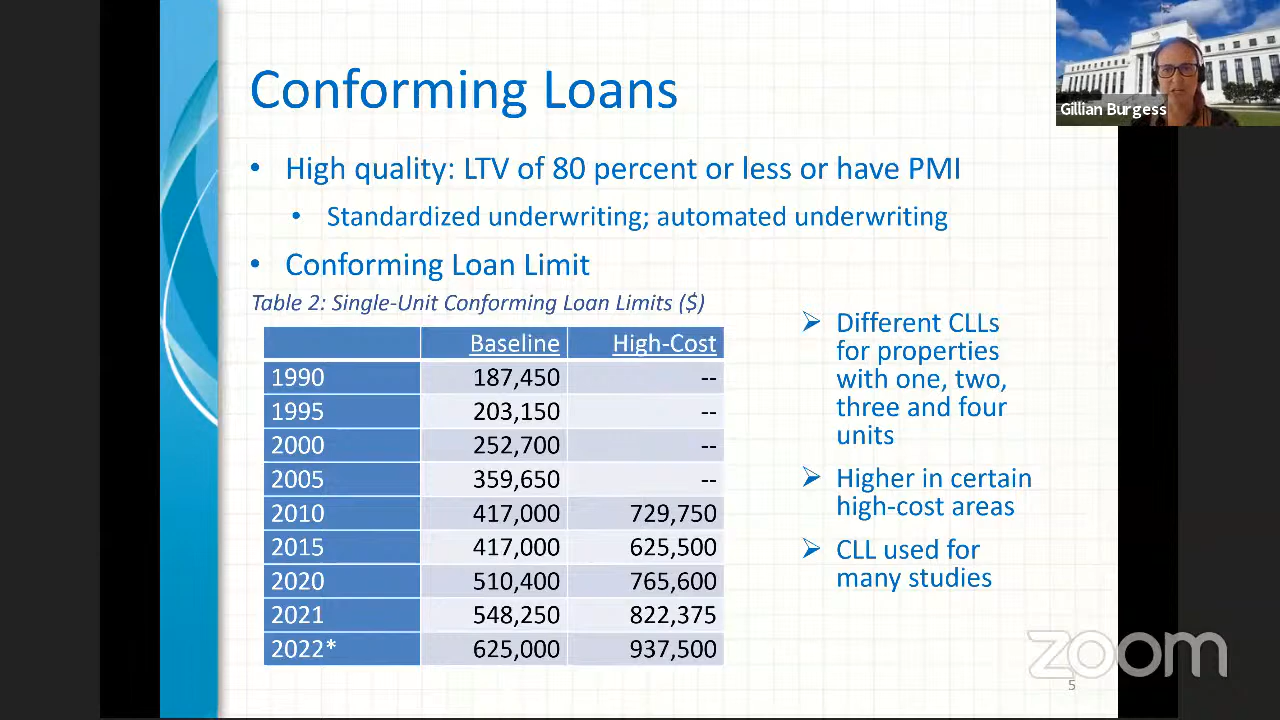 Conforming Loans
Gillian Burgess
• High quality: LTV of 80 percent or less or have PMI
• Standardized underwriting; automated underwriting
• Conforming Loan Limit
Table 2: Single-Unit Conforming Loan Limits ($)
Baseline High-Cost
1990 187,450 --
1995 203,150 --
2000 252,700 --
2005 359,650 --
2010 417,000 729,750
2015 417,000 625,500
2020 510,400 765,600
2021 548,250 822,375
2022* 625,000 937,500
➢ Different CLLs
for properties
with one, two,
three and four
units
➢ Higher in certain
high-cost areas
➢ CLL used for
many studies
zoom
5